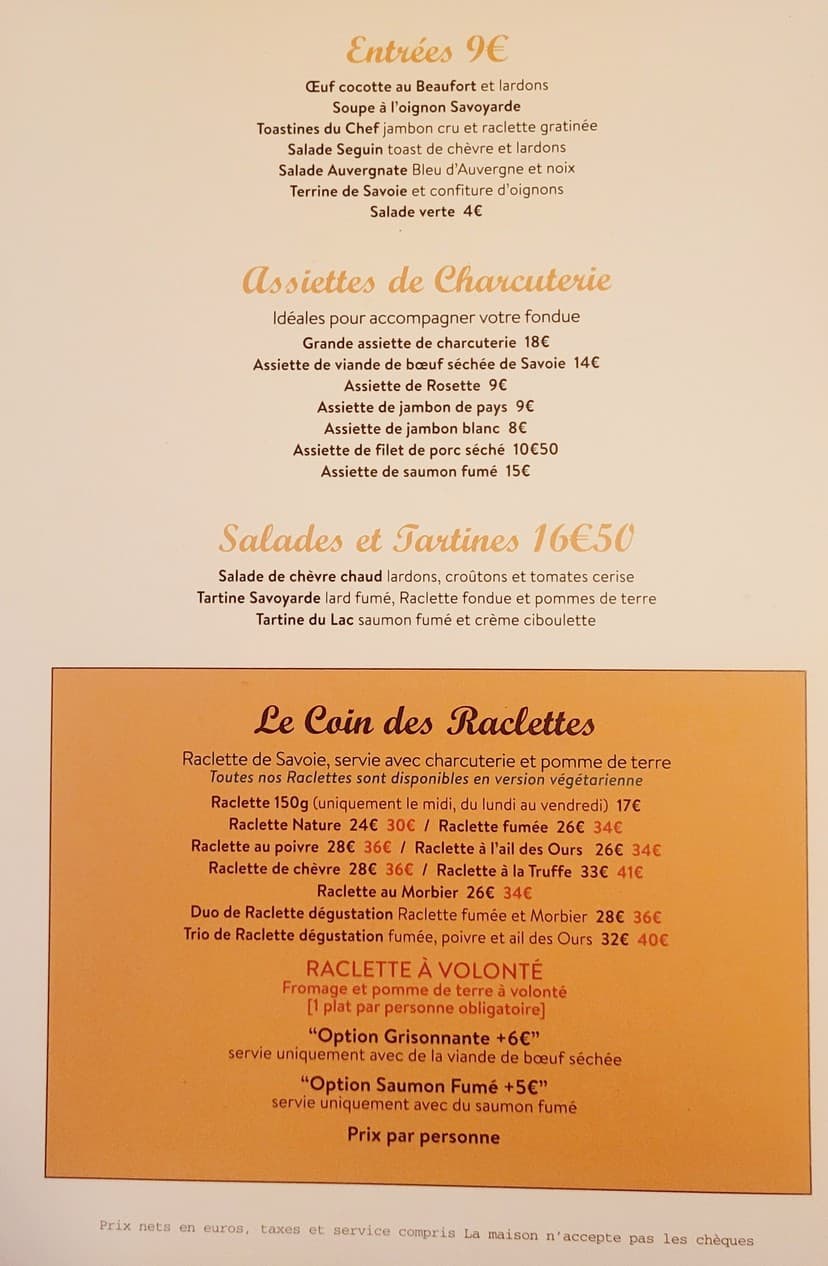 Entrées 9€
Œuf cocotte au Beaufort et lardons
Soupe à l'oignon Savoyarde
Toastines du Chef jambon cru et raclette gratinée
Salade Seguin toast de chèvre et lardons
Salade Auvergnate Bleu d'Auvergne et noix
Terrine de Savoie et confiture d'oignons
Salade verte 4€
Assiettes de Charcuterie
Idéales pour accompagner votre fondue
Grande assiette de charcuterie 18€
Assiette de viande de bœuf séchée de Savoie 14€
Assiette de Rosette 9€
Assiette de jambon de pays 9€
Assiette de jambon blanc 8€
Assiette de filet de porc séché 10€50
Assiette de saumon fumé 15€
Salades et Tartines 16€50
Salade de chèvre chaud lardons, croûtons et tomates cerise
Tartine Savoyarde lard fumé, Raclette fondue et pommes de terre
Tartine du Lac saumon fumé et crème ciboulette
Le Coin des Raclettes
Raclette de Savoie, servie avec charcuterie et pomme de terre
Toutes nos Raclettes sont disponibles en version végétarienne
Raclette 150g (uniquement le midi, du lundi au vendredi) 17€
Raclette Nature 24€ 30€ / Raclette fumée 26€ 34€
Raclette au poivre 28€ 36€ / Raclette à l'ail des Ours 26€ 34€
Raclette de chèvre 28€ 36€ / Raclette à la Truffe 33€ 41€
Raclette au Morbier 26€ 34€
Duo de Raclette dégustation Raclette fumée et Morbier 28€ 36€
Trio de Raclette dégustation fumée, poivre et ail des Ours 32€ 40€
RACLETTE À VOLONTÉ
Fromage et pomme de terre à volonté
[1 plat par personne obligatoire]
"Option Grisonnante +6€"
servie uniquement avec de la viande de bœuf séchée
"Option Saumon Fumé +5€"
servie uniquement avec du saumon fumé
Prix par personne
Prix nets en euros, taxes et service compris La maison n'accepte pas les chèques